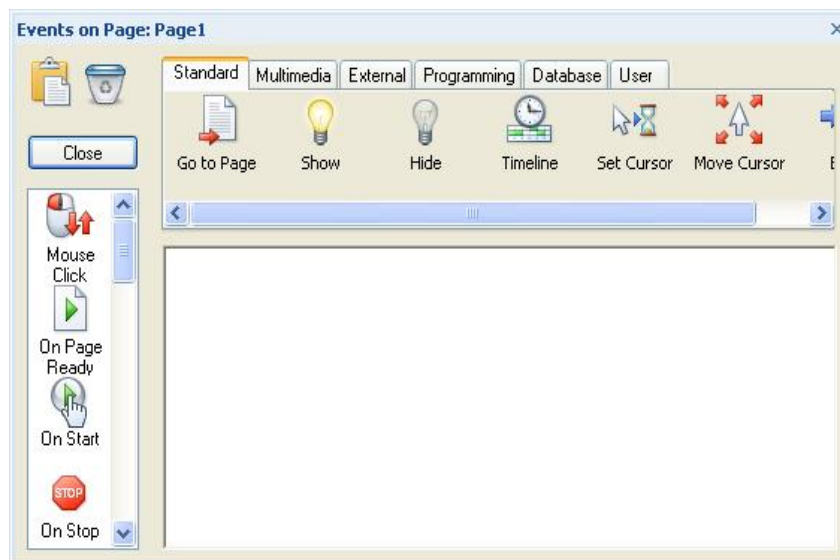 Events on Page: Page1
Standard Multimedia External Programming Database User
Close
Go to Page Show Hide Timeline Set Cursor Move Cursor
Mouse
Click
On Page
Ready
On Start
STOP
On Stop